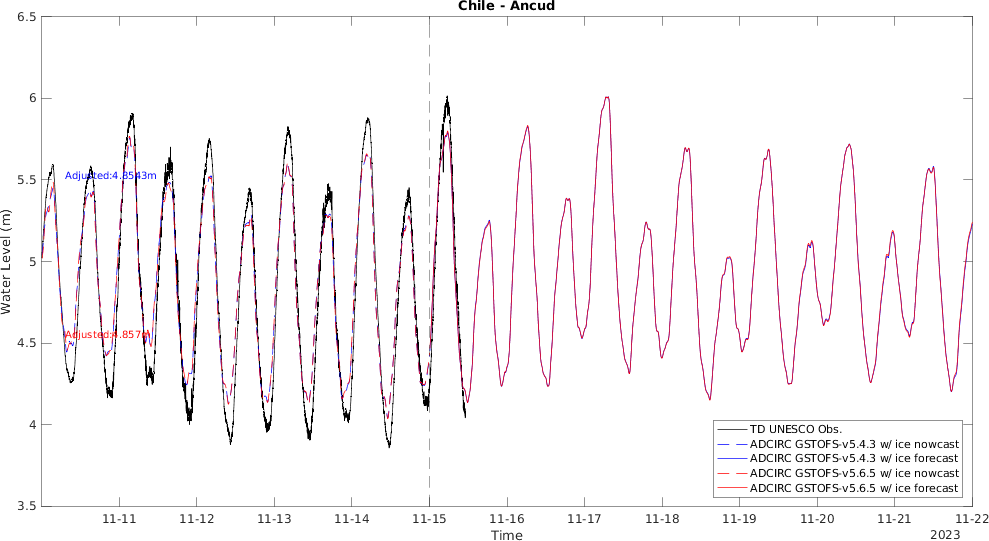 Chile - Ancud
6.5
6
5.5
5
4.5
4
3.5
Water Level (m)
Adjusted:4.8543m
Adjusted:4.857m
TD UNESCO Obs.
ADCIRC GSTOFS-v5.4.3 w/ ice nowcast
ADCIRC GSTOFS-v5.4.3 w/ ice forecast
ADCIRC GSTOFS-v5.6.5 w/ ice nowcast
ADCIRC GSTOFS-v5.6.5 w/ ice forecast
11-11 11-12 11-13 11-14 11-15 11-16 11-17 11-18 11-19 11-20 11-21 11-22
Time
2023